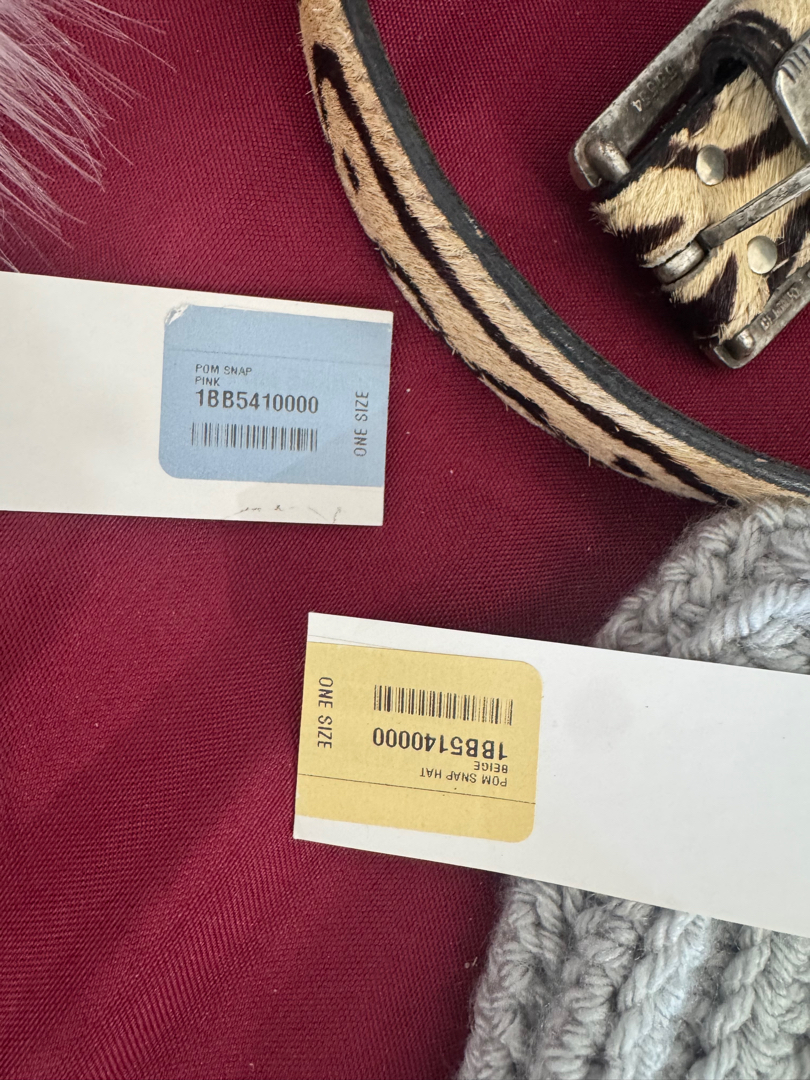 POM SNAP
PINK
1BB5410000
ONE SIZE
ONE SIZE
1BB5140000
BEIGE
POM SNAP HAT